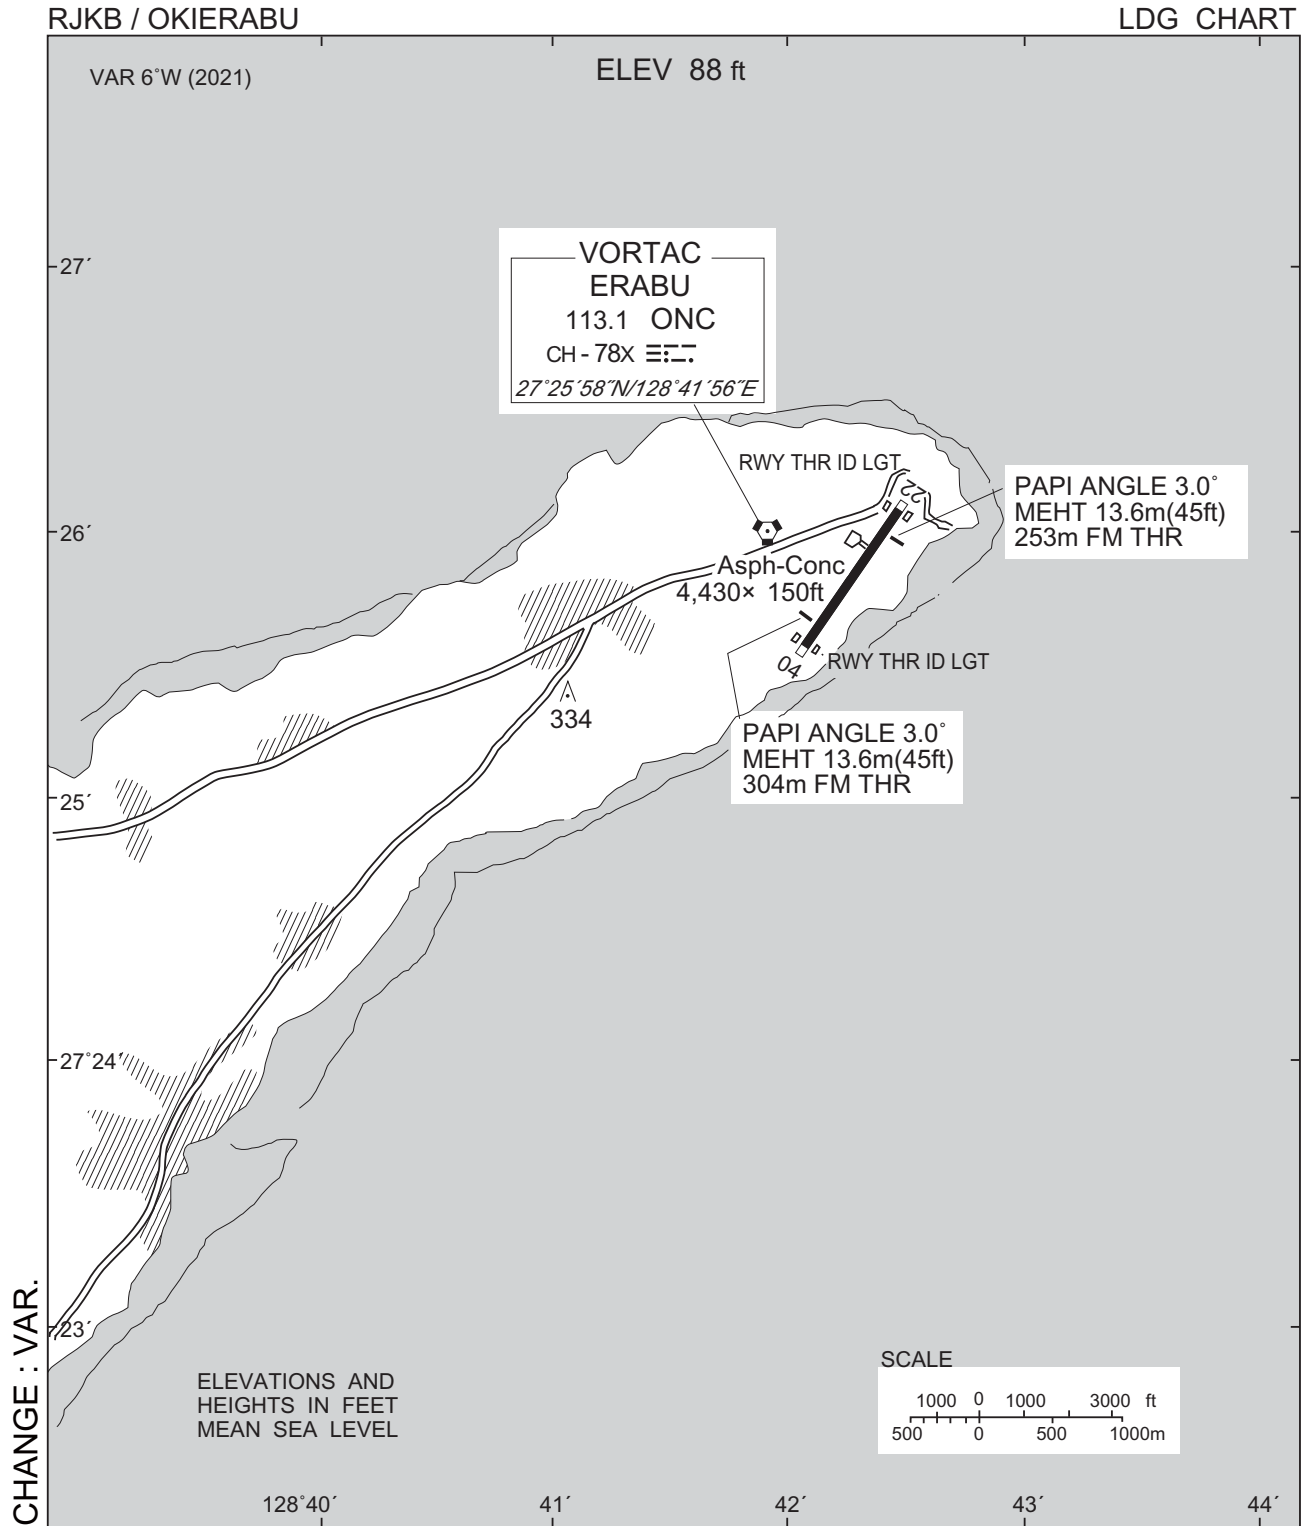 RJKB / OKIERABU
LDG CHART
VAR 6˚W (2021)
ELEV 88 ft
27´
VORTAC
ERABU
113.1 ONC
CH - 78X
27˚25´58˝N/128˚41´56˝E
RWY THR ID LGT
22
PAPI ANGLE 3.0˚
MEHT 13.6m(45ft)
253m FM THR
26´
Asph-Conc
4,430× 150ft
04
RWY THR ID LGT
334
PAPI ANGLE 3.0˚
MEHT 13.6m(45ft)
304m FM THR
25´
27˚24´
23´
CHANGE : VAR.
ELEVATIONS AND
HEIGHTS IN FEET
MEAN SEA LEVEL
SCALE
1000 0 1000 3000 ft
500 0 500 1000m
128˚40´ 41´ 42´ 43´ 44´